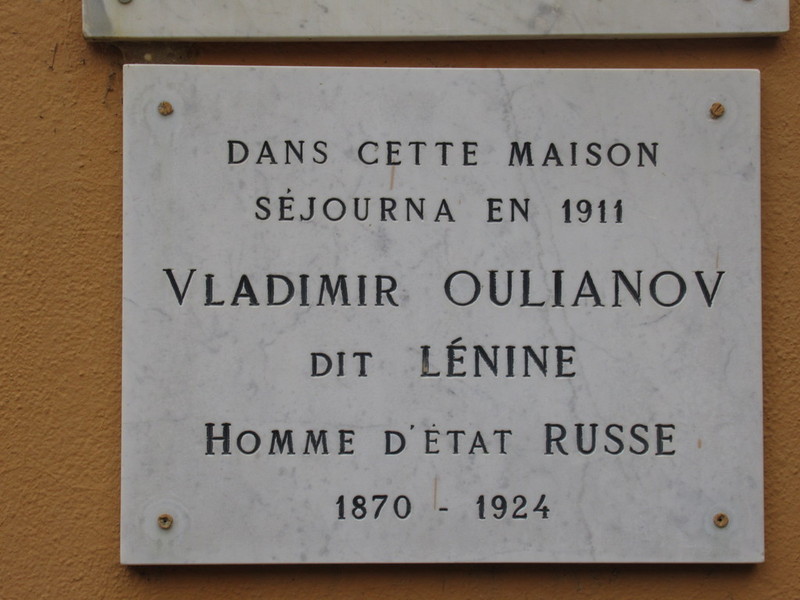 DANS CETTE MAISON
SÉJOURNA EN 1911
VLADIMIR OULIANOV
DIT LÉNINE
HOMME D'ÉTAT RUSSE
1870 - 1924